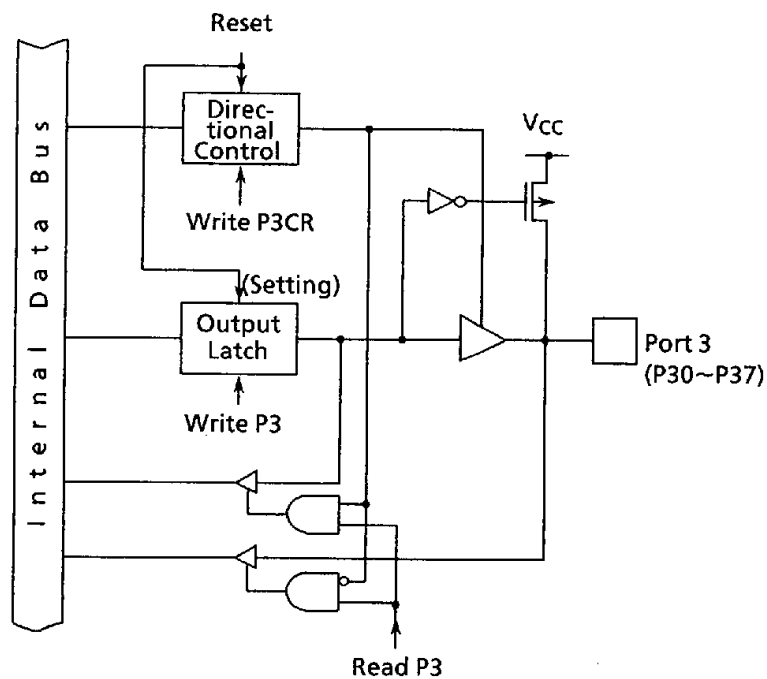 Reset
Direc-
tional
Control
Write P3CR
VCC
(Setting)
Output
Latch
Write P3
Port 3
(P30~P37)
Internal Data Bus
Read P3